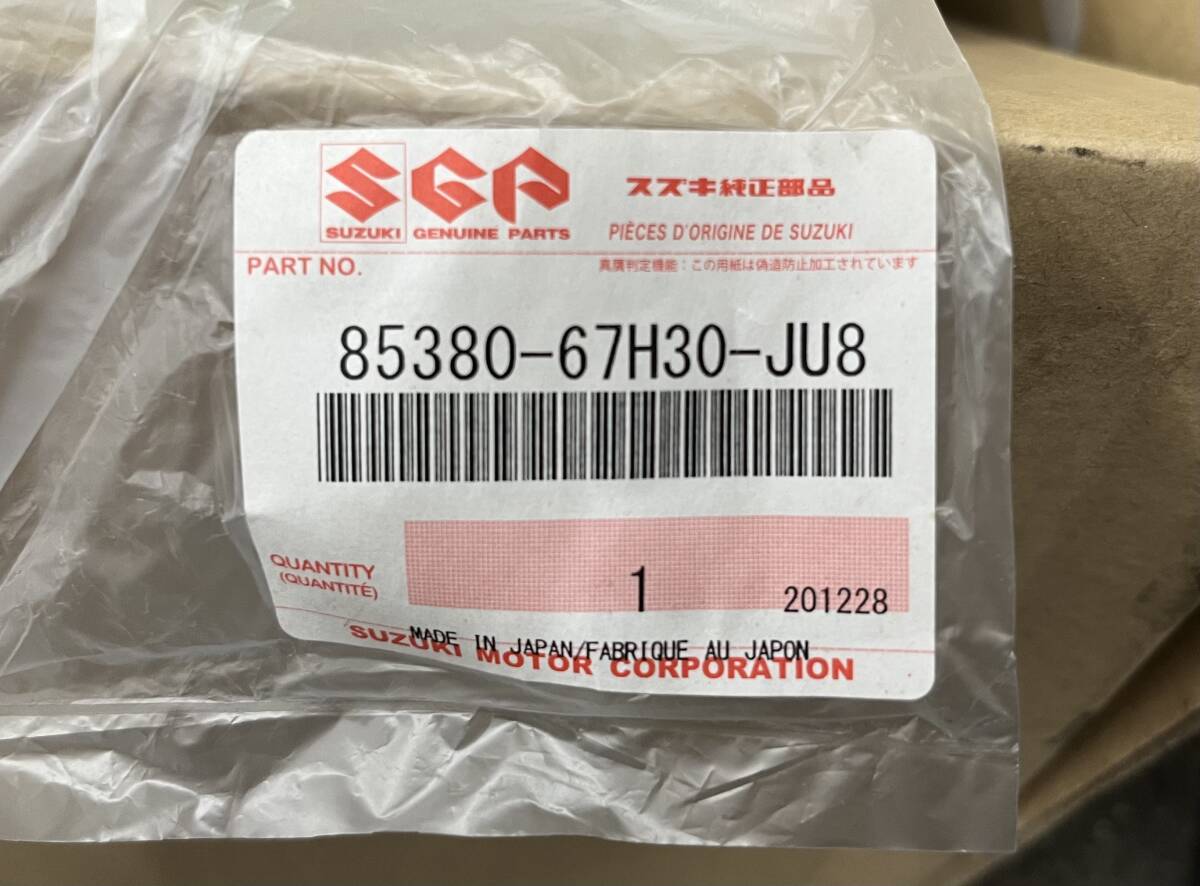 SGP スズキ純正部品
SUZUKI GENUINE PARTS PIÈCES D'ORIGINE DE SUZUKI
PART NO. 真贋判定機能：この用紙は偽造防止加工されています
85380-67H30-JU8
QUANTITY
(QUANTITÉ)
1 201228
MADE IN JAPAN/FABRIQUE AU JAPON
SUZUKI MOTOR CORPORATION